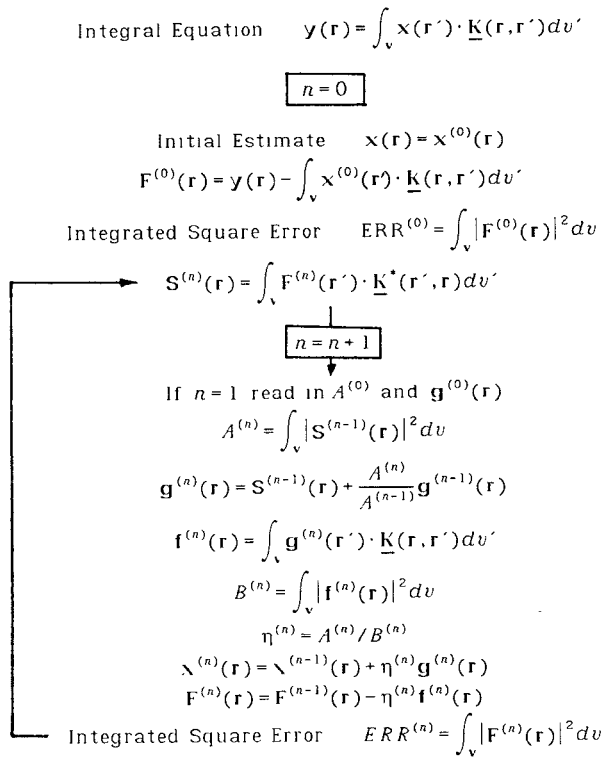 Integral Equation y(r) = ∫_v x(r′) · K̲(r,r′)dv′
n = 0
Initial Estimate x(r) = x^(0)(r)
F^(0)(r) = y(r) − ∫_v x^(0)(r′) · K̲(r,r′)dv′
Integrated Square Error ERR^(0) = ∫_v |F^(0)(r)|² dv
S^(n)(r) = ∫_v F^(n)(r′) · K̲*(r′,r)dv′
n = n + 1
If n = 1 read in A^(0) and g^(0)(r)
A^(n) = ∫_v |S^(n-1)(r)|² dv
g^(n)(r) = S^(n-1)(r) + A^(n)/A^(n-1) g^(n-1)(r)
f^(n)(r) = ∫_v g^(n)(r′) · K̲(r,r′)dv′
B^(n) = ∫_v |f^(n)(r)|² dv
η^(n) = A^(n)/B^(n)
x^(n)(r) = x^(n-1)(r) + η^(n) g^(n)(r)
F^(n)(r) = F^(n-1)(r) − η^(n) f^(n)(r)
Integrated Square Error ERR^(n) = ∫_v |F^(n)(r)|² dv